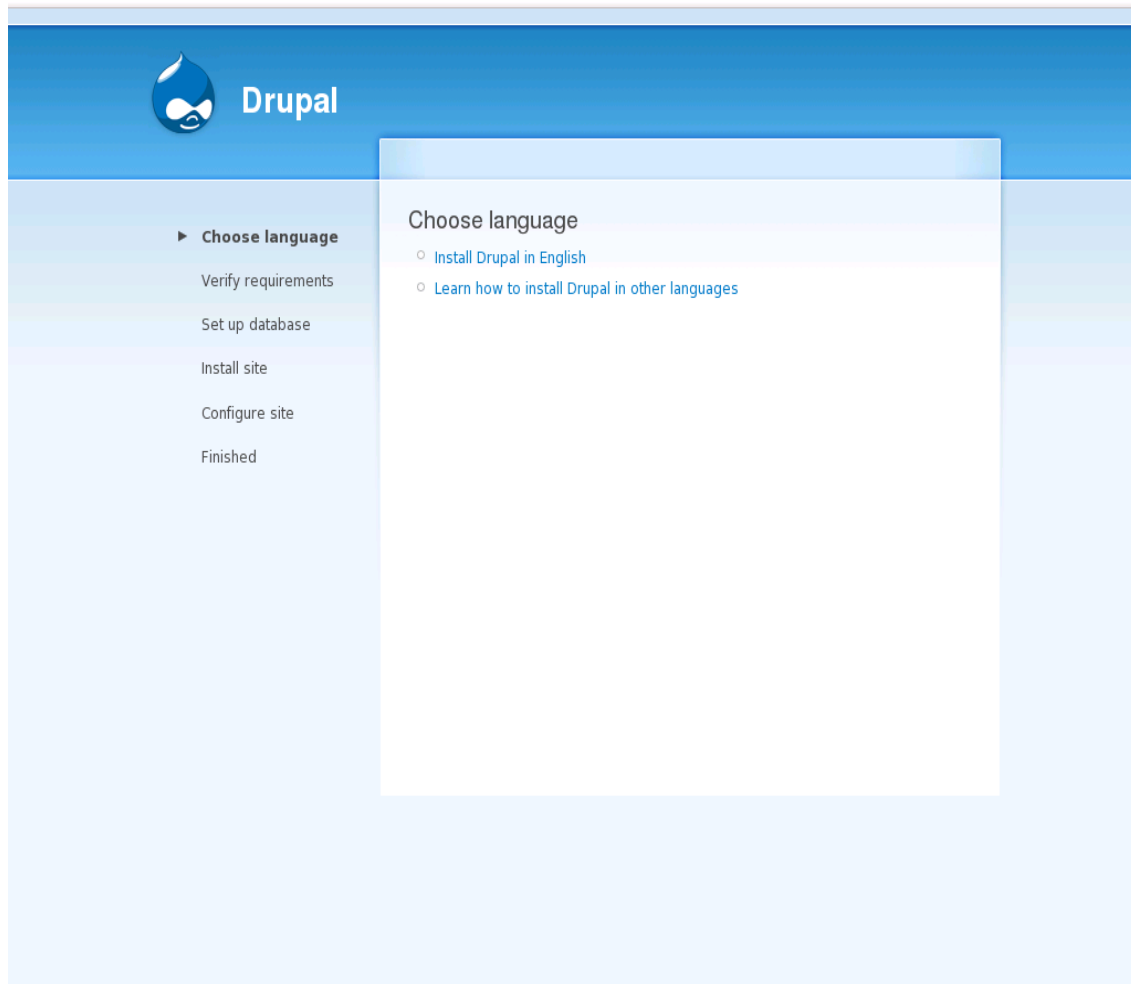 Drupal
Choose language
Verify requirements
Set up database
Install site
Configure site
Finished
Choose language
Install Drupal in English
Learn how to install Drupal in other languages